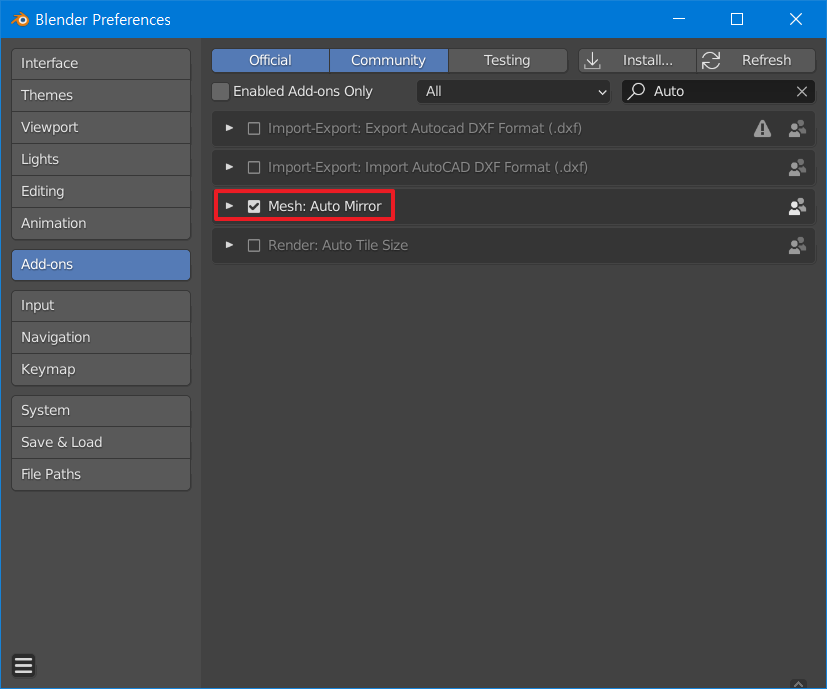 Blender Preferences
Interface
Themes
Viewport
Lights
Editing
Animation
Add-ons
Input
Navigation
Keymap
System
Save & Load
File Paths
Official Community Testing Install... Refresh
Enabled Add-ons Only All Auto
Import-Export: Export Autocad DXF Format (.dxf)
Import-Export: Import AutoCAD DXF Format (.dxf)
Mesh: Auto Mirror
Render: Auto Tile Size